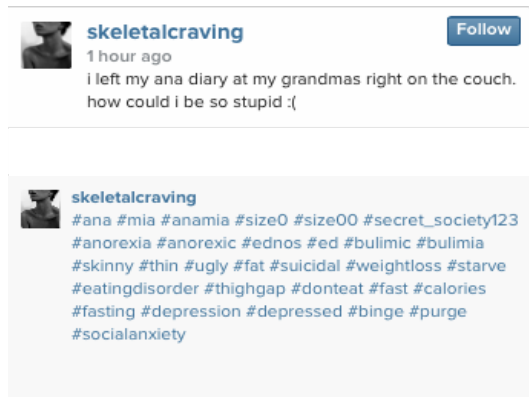 skeletalcraving
Follow
1 hour ago
i left my ana diary at my grandmas right on the couch.
how could i be so stupid :(
skeletalcraving
#ana #mia #anamia #size0 #size00 #secret_society123
#anorexia #anorexic #ednos #ed #bulimic #bulimia
#skinny #thin #ugly #fat #suicidal #weightloss #starve
#eatingdisorder #thighgap #donteat #fast #calories
#fasting #depression #depressed #binge #purge
#socialanxiety